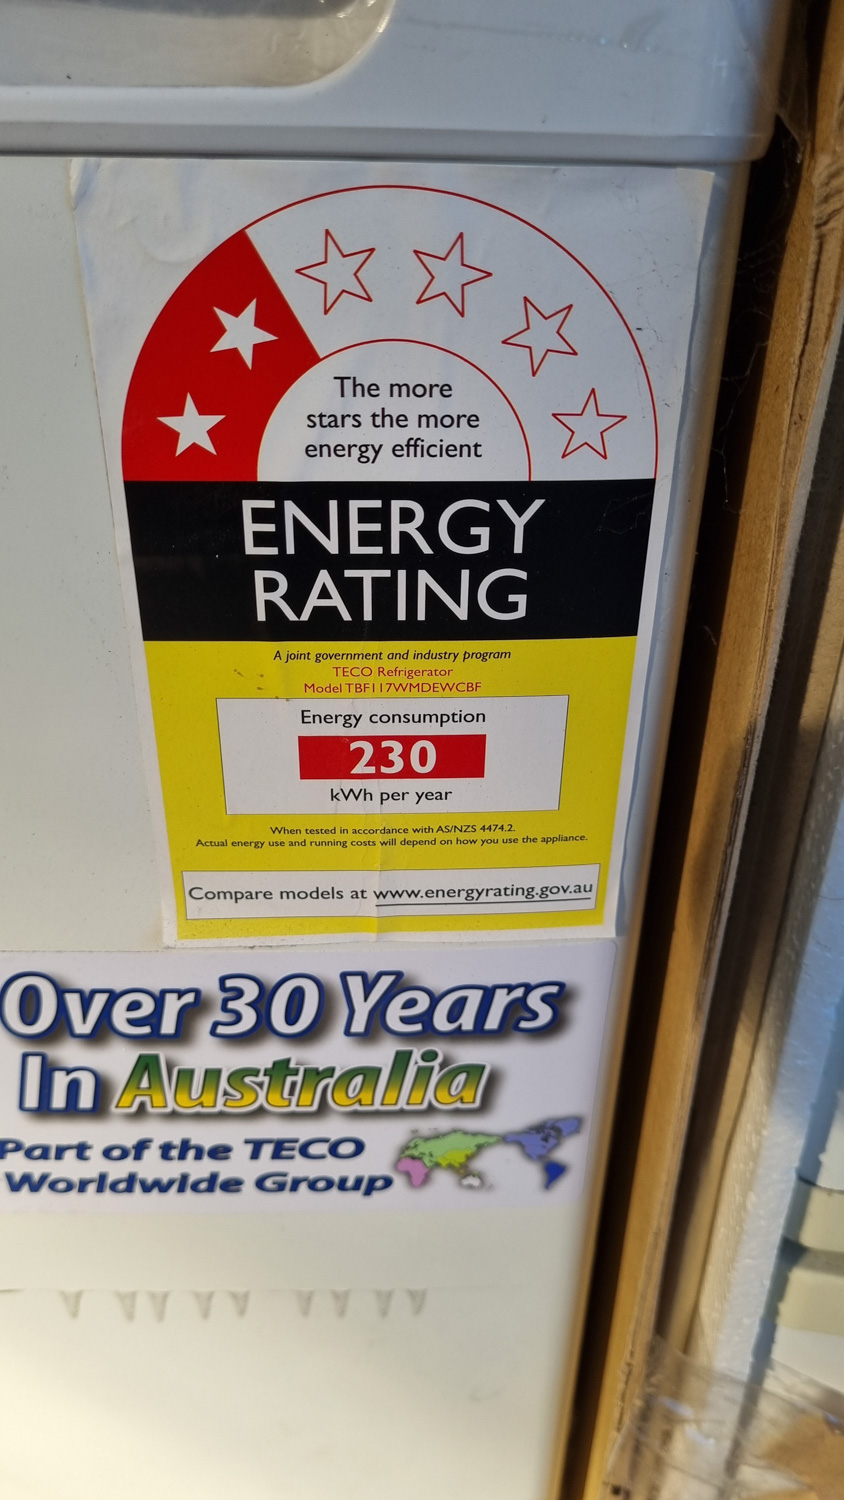 The more
stars the more
energy efficient
ENERGY
RATING
A joint government and industry program
TECO Refrigerator
Model TBF117WMDEWCBF
Energy consumption
230
kWh per year
When tested in accordance with AS/NZS 4474.2.
Actual energy use and running costs will depend on how you use the appliance.
Compare models at www.energyrating.gov.au
Over 30 Years
In Australia
Part of the TECO
Worldwide Group